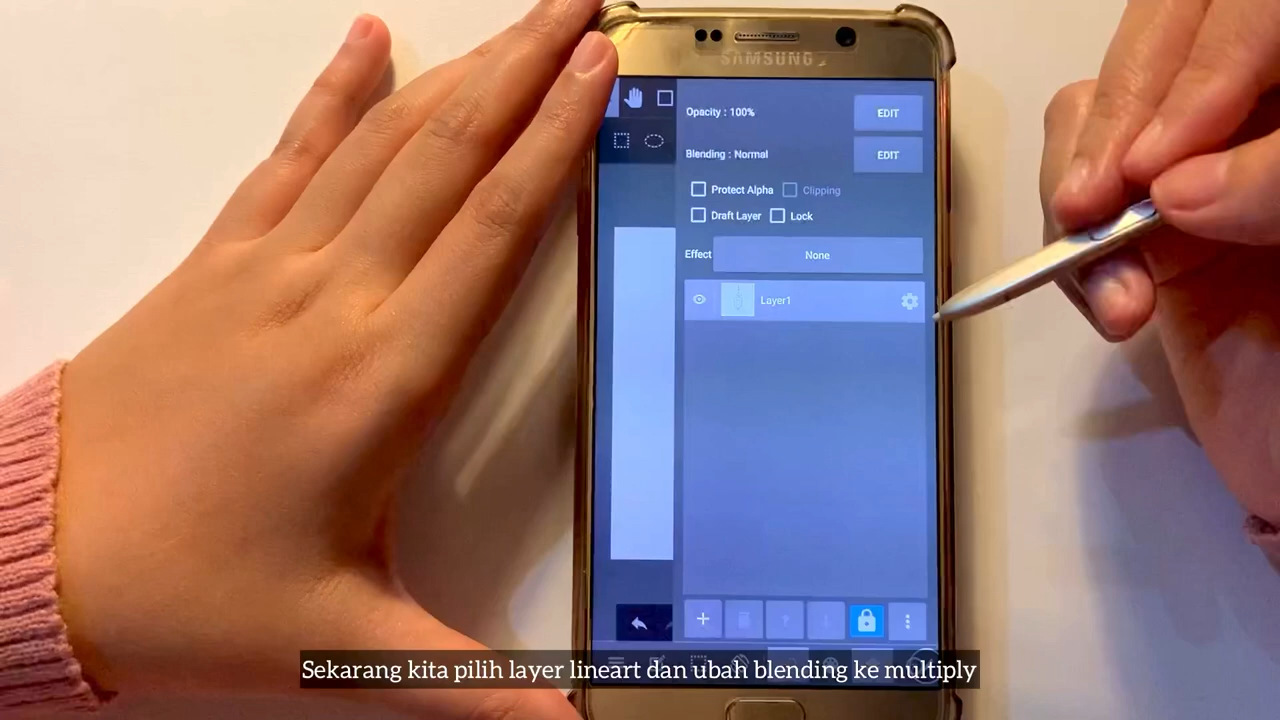 SAMSUNG
Opacity : 100%
EDIT
Blending : Normal
EDIT
Protect Alpha
Clipping
Draft Layer
Lock
Effect
None
Layer1
Sekarang kita pilih layer lineart dan ubah blending ke multiply